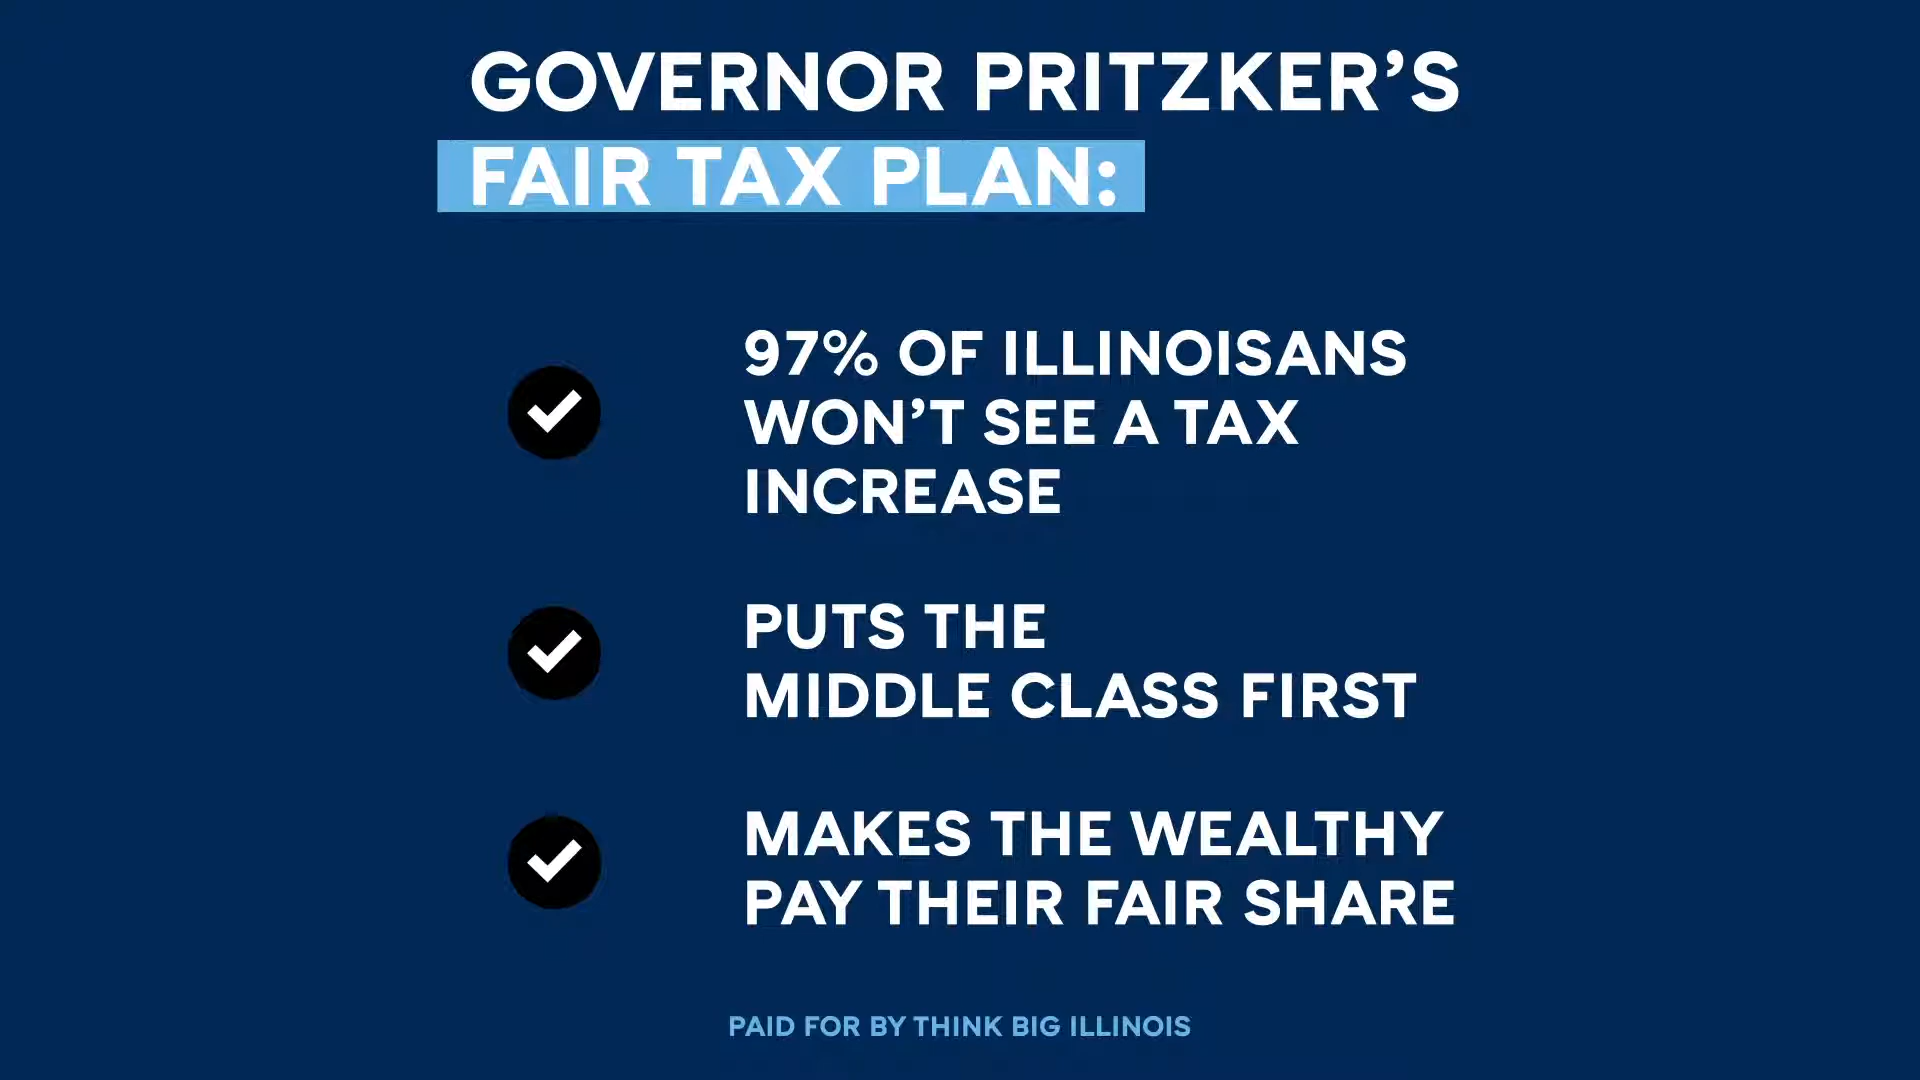 GOVERNOR PRITZKER’S
FAIR TAX PLAN:
97% OF ILLINOISANS
WON’T SEE A TAX
INCREASE
PUTS THE
MIDDLE CLASS FIRST
MAKES THE WEALTHY
PAY THEIR FAIR SHARE
PAID FOR BY THINK BIG ILLINOIS